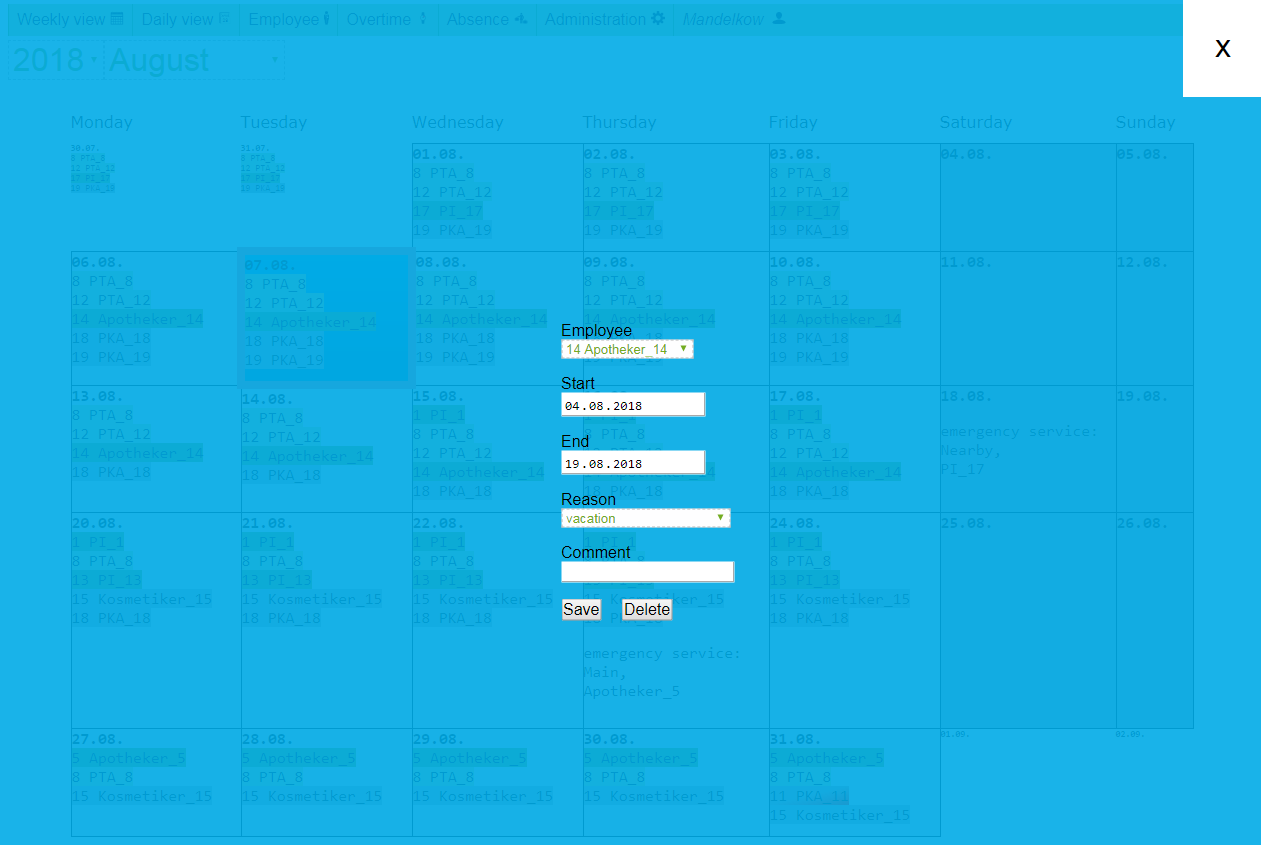 Weekly view Daily view Employee Overtime Absence Administration Mandelkow
X
2018 August
Monday Tuesday Wednesday Thursday Friday Saturday Sunday
30.07. 31.07. 01.08. 02.08. 03.08. 04.08. 05.08.
8 PTA_8 8 PTA_8 8 PTA_8 8 PTA_8 8 PTA_8
12 PTA_12 12 PTA_12 12 PTA_12 12 PTA_12 12 PTA_12
17 PI_17 17 PI_17 17 PI_17 17 PI_17 17 PI_17
19 PKA_19 19 PKA_19 19 PKA_19 19 PKA_19 19 PKA_19
06.08. 07.08. 08.08. 09.08. 10.08. 11.08. 12.08.
8 PTA_8 8 PTA_8 8 PTA_8 8 PTA_8 8 PTA_8
12 PTA_12 12 PTA_12 12 PTA_12 12 PTA_12 12 PTA_12
14 Apotheker_14 14 Apotheker_14 14 Apotheker_14 14 Apotheker_14 14 Apotheker_14
18 PKA_18 18 PKA_18 18 PKA_18 18 PKA_18
19 PKA_19 19 PKA_19 19 PKA_19 19 PKA_19
Employee
14 Apotheker_14
Start
04.08.2018
End
19.08.2018
Reason
vacation
Comment
Save Delete
13.08. 14.08. 15.08. 17.08. 18.08. 19.08.
8 PTA_8 8 PTA_8 1 PI_1 1 PI_1
12 PTA_12 12 PTA_12 8 PTA_8 8 PTA_8 8 PTA_8 emergency service:
14 Apotheker_14 14 Apotheker_14 12 PTA_12 12 PTA_12 Nearby,
18 PKA_18 18 PKA_18 14 Apotheker_14 14 Apotheker_14 PI_17
18 PKA_18 18 PKA_18 18 PKA_18
20.08. 21.08. 22.08. 24.08. 25.08. 26.08.
1 PI_1 1 PI_1 1 PI_1 1 PI_1 1 PI_1
8 PTA_8 8 PTA_8 8 PTA_8 8 PTA_8
13 PI_13 13 PI_13 13 PI_13 13 PI_13 13 PI_13
15 Kosmetiker_15 15 Kosmetiker_15 15 Kosmetiker_15 15 Kosmetiker_15 15 Kosmetiker_15
18 PKA_18 18 PKA_18 18 PKA_18 18 PKA_18
emergency service:
Main,
Apotheker_5
27.08. 28.08. 29.08. 30.08. 31.08. 01.09. 02.09.
5 Apotheker_5 5 Apotheker_5 5 Apotheker_5 5 Apotheker_5 5 Apotheker_5
8 PTA_8 8 PTA_8 8 PTA_8 8 PTA_8 8 PTA_8
15 Kosmetiker_15 15 Kosmetiker_15 15 Kosmetiker_15 15 Kosmetiker_15 11 PKA_11
15 Kosmetiker_15